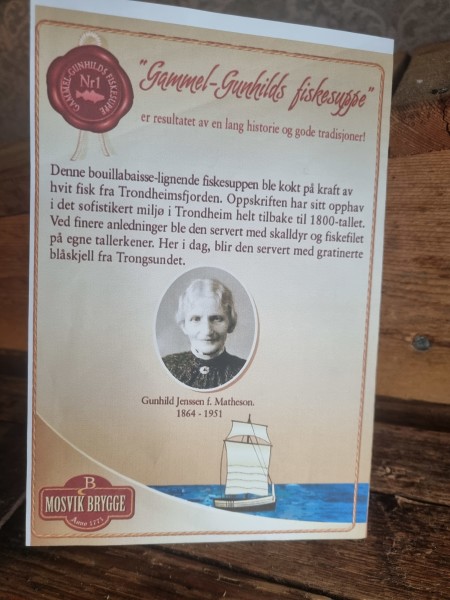 GAMMEL-GUNHILDS FISKESUPPE
Nr1
"Gammel-Gunhilds fiskesuppe"
er resultatet av en lang historie og gode tradisjoner!
Denne bouillabaisse-lignende fiskesuppen ble kokt på kraft av
hvit fisk fra Trondheimsfjorden. Oppskriften har sitt opphav
i det sofistikert miljø i Trondheim helt tilbake til 1800-tallet.
Ved finere anledninger ble den servert med skalldyr og fiskefilet
på egne tallerkener. Her i dag, blir den servert med gratinerte
blåskjell fra Trongsundet.
Gunhild Jenssen f. Matheson.
1864 - 1951
B
MOSVIK BRYGGE
Anno 1771